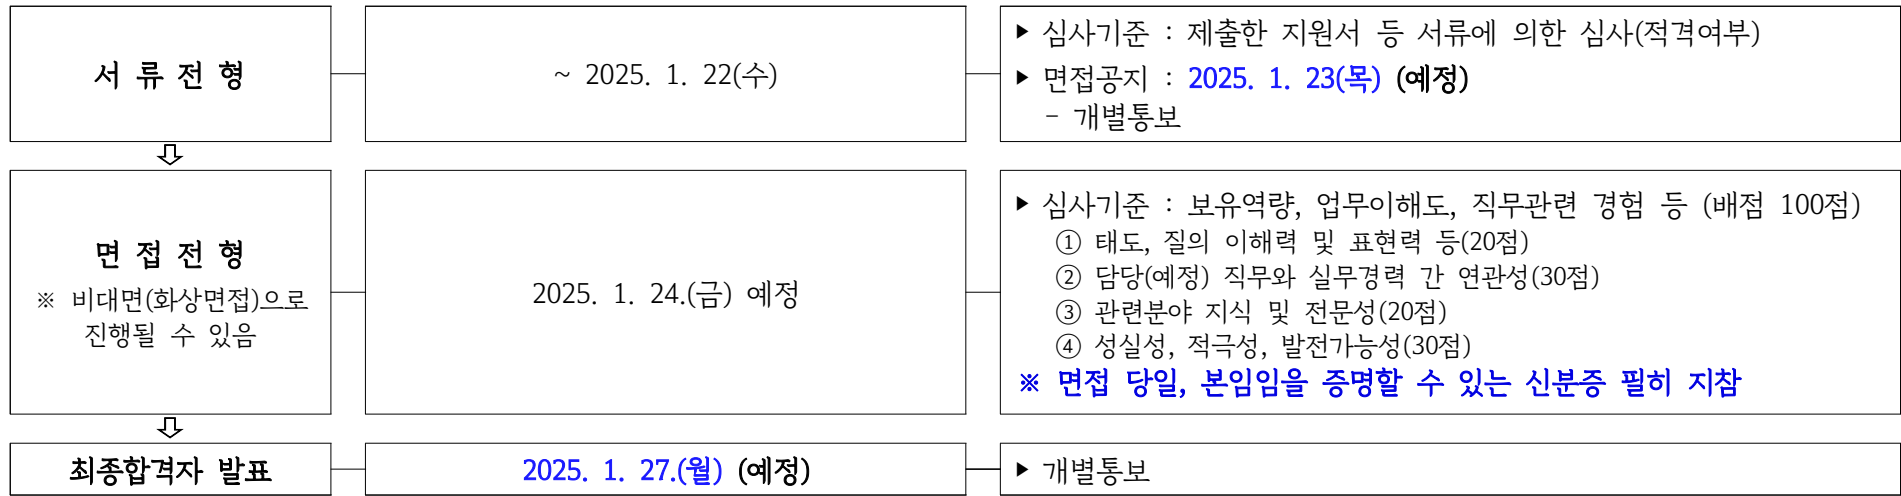 서 류 전 형
~ 2025. 1. 22(수)
▶ 심사기준 : 제출한 지원서 등 서류에 의한 심사(적격여부)
▶ 면접공지 : 2025. 1. 23(목) (예정)
- 개별통보
면 접 전 형
※ 비대면(화상면접)으로
진행될 수 있음
2025. 1. 24.(금) 예정
▶ 심사기준 : 보유역량, 업무이해도, 직무관련 경험 등 (배점 100점)
① 태도, 질의 이해력 및 표현력 등(20점)
② 담당(예정) 직무와 실무경력 간 연관성(30점)
③ 관련분야 지식 및 전문성(20점)
④ 성실성, 적극성, 발전가능성(30점)
※ 면접 당일, 본임임을 증명할 수 있는 신분증 필히 지참
최종합격자 발표
2025. 1. 27.(월) (예정)
▶ 개별통보